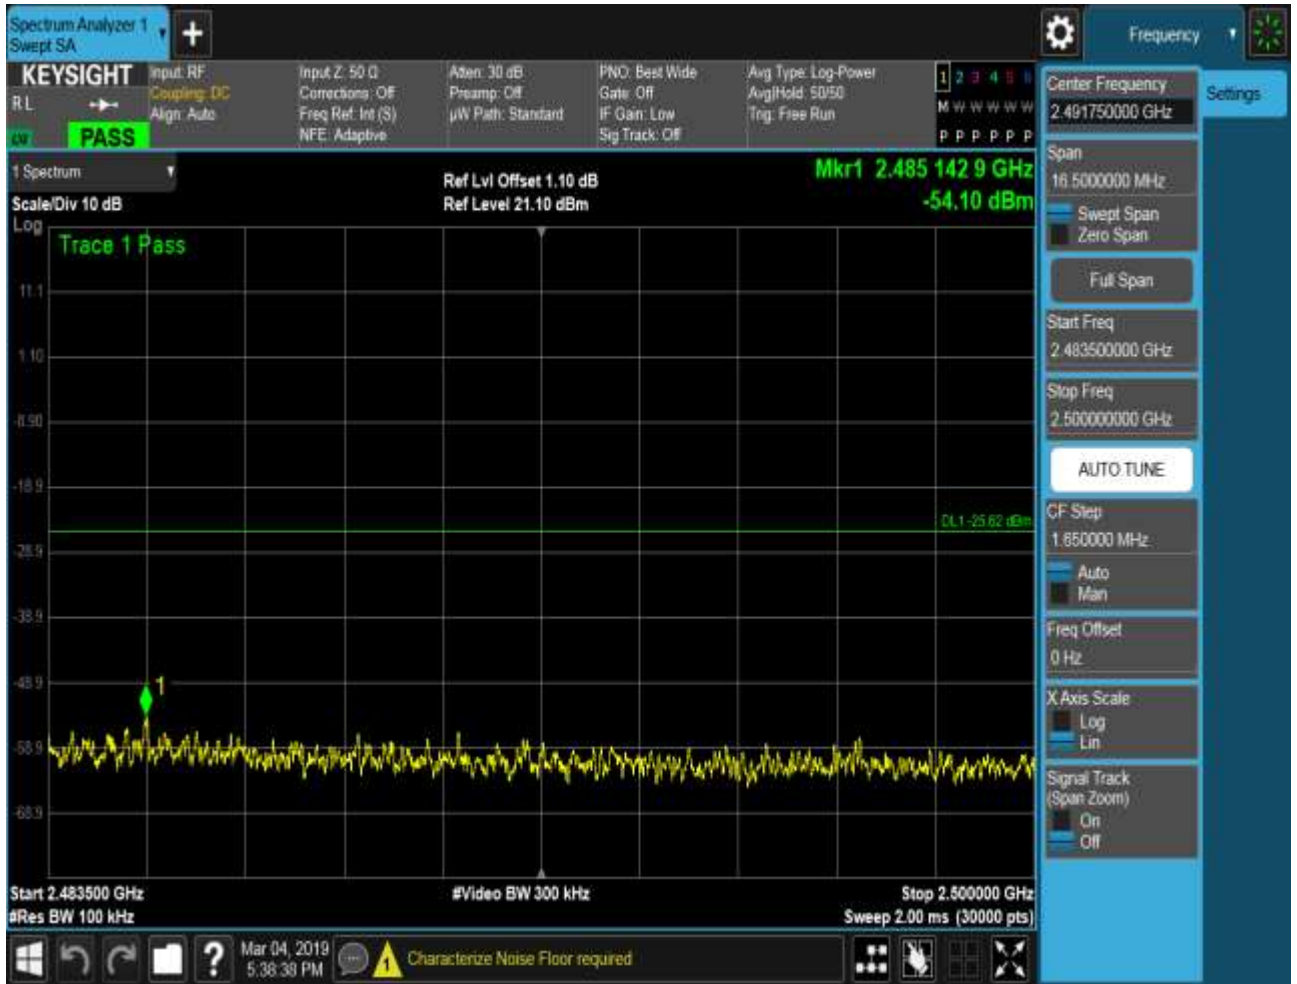 Spectrum Analyzer 1
Swept SA
Frequency
KEYSIGHT
R L
LW
PASS
Input: RF
Coupling: DC
Align: Auto
Input Z: 50 Ω
Corrections: Off
Freq Ref: Int (S)
NFE: Adaptive
Atten: 30 dB
Preamp: Off
µW Path: Standard
PNO: Best Wide
Gate: Off
IF Gain: Low
Sig Track: Off
Avg Type: Log-Power
Avg|Hold: 50/50
Trig: Free Run
1 2 3 4 5 6
M W W W W W
P P P P P P
1 Spectrum
Scale/Div 10 dB
Log
Ref Lvl Offset 1.10 dB
Ref Level 21.10 dBm
Mkr1 2.485 142 9 GHz
-54.10 dBm
Trace 1 Pass
11.1
1.10
-8.90
-18.9
DL1 -25.62 dBm
-28.9
-38.9
-48.9
1
-58.9
-68.9
Start 2.483500 GHz
#Res BW 100 kHz
#Video BW 300 kHz
Stop 2.500000 GHz
Sweep 2.00 ms (30000 pts)
Center Frequency
2.491750000 GHz
Settings
Span
16.5000000 MHz
Swept Span
Zero Span
Full Span
Start Freq
2.483500000 GHz
Stop Freq
2.500000000 GHz
AUTO TUNE
CF Step
1.650000 MHz
Auto
Man
Freq Offset
0 Hz
X Axis Scale
Log
Lin
Signal Track
(Span Zoom)
On
Off
?
Mar 04, 2019
5:38:38 PM
1
Characterize Noise Floor required